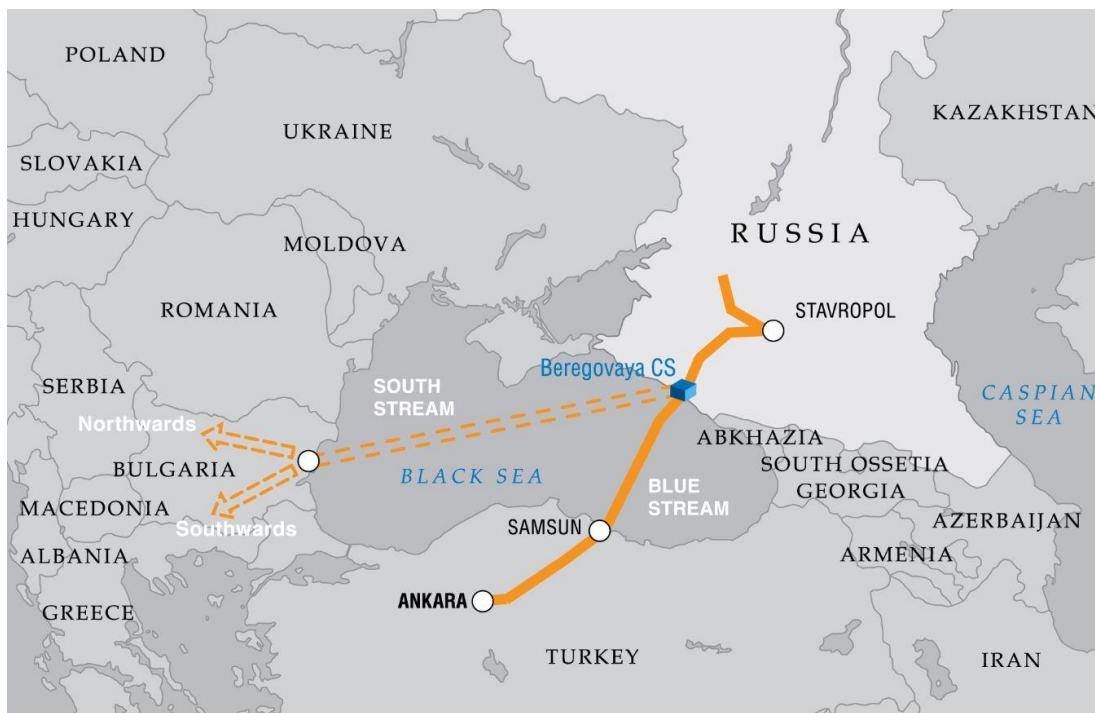 POLAND
UKRAINE
KAZAKHSTAN
SLOVAKIA
HUNGARY
MOLDOVA
RUSSIA
ROMANIA
STAVROPOL
SERBIA
Beregovaya CS
SOUTH
STREAM
CASPIAN
SEA
Northwards
ABKHAZIA
BULGARIA
BLACK SEA
SOUTH OSSETIA
GEORGIA
BLUE
STREAM
MACEDONIA
Southwards
SAMSUN
AZERBAIJAN
ALBANIA
ARMENIA
ANKARA
GREECE
TURKEY
IRAN